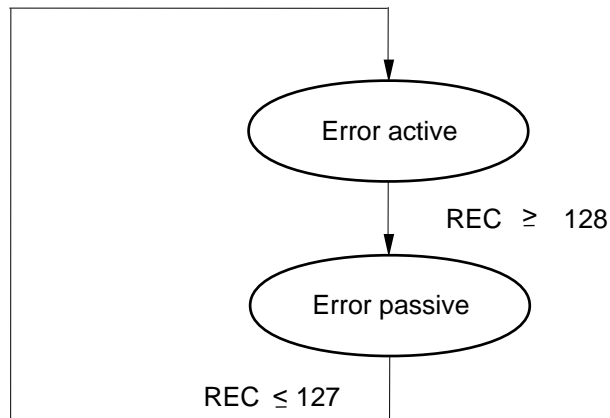 Error active
REC ≥ 128
Error passive
REC ≤ 127